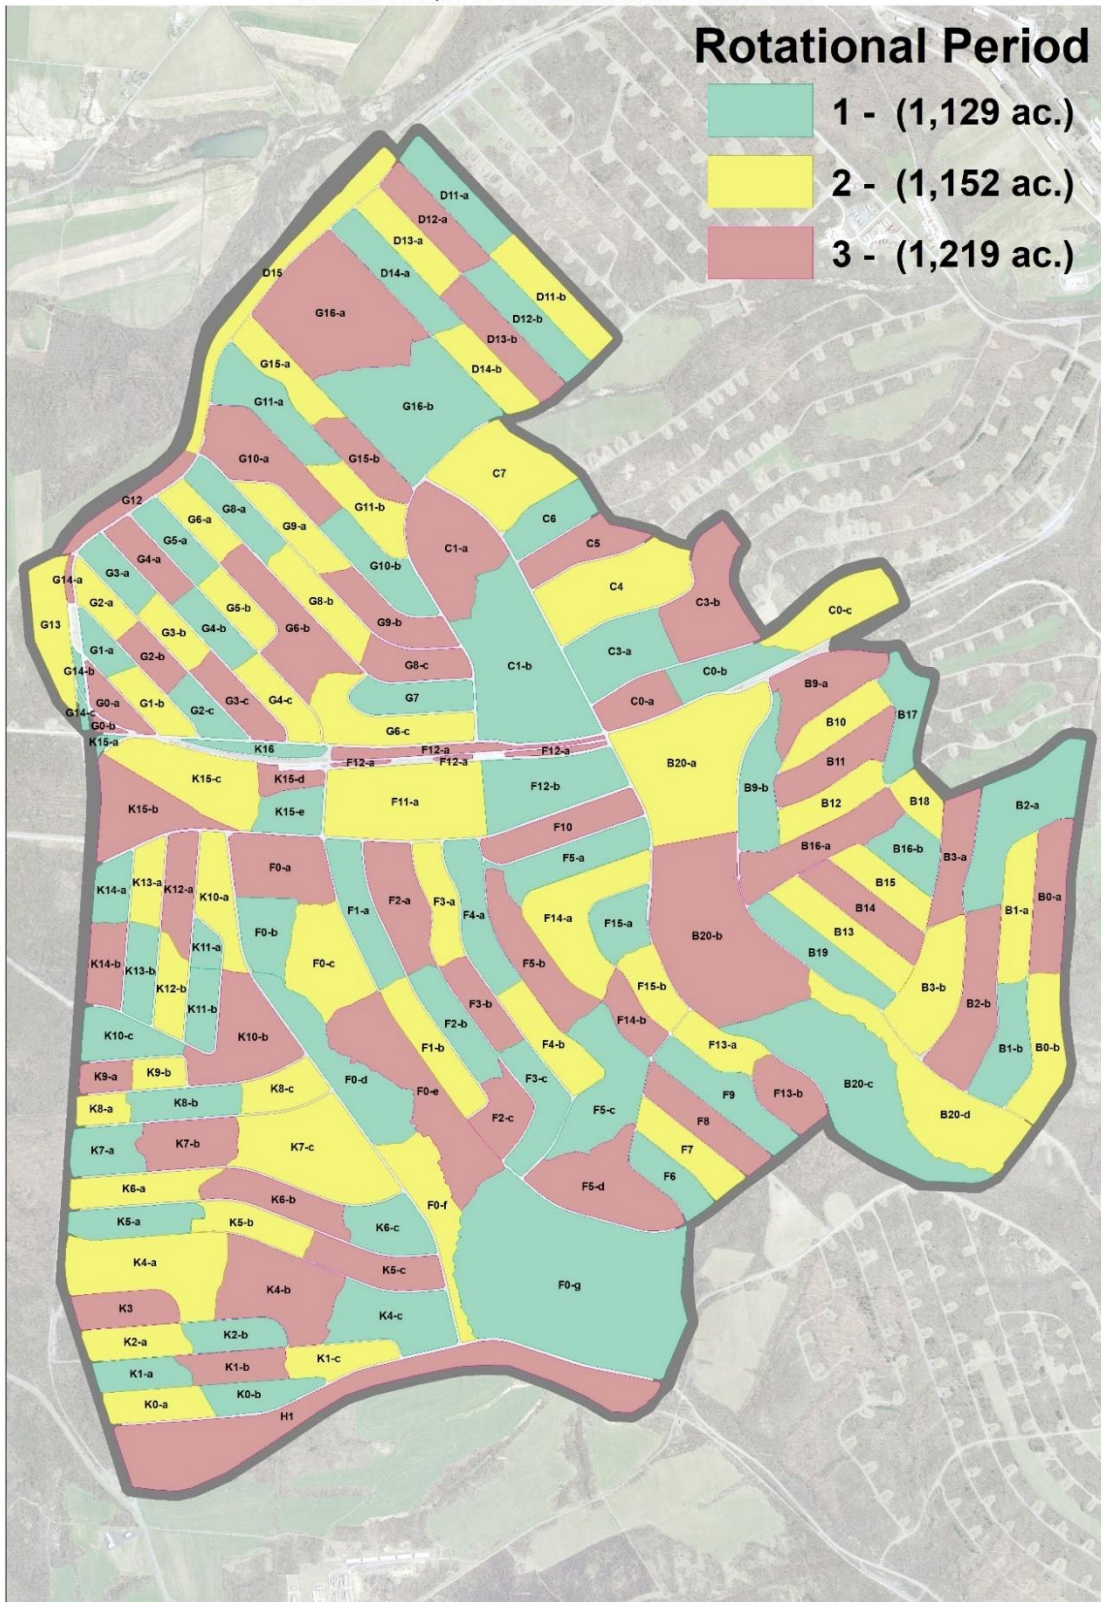 Rotational Period
1 - (1,129 ac.)
2 - (1,152 ac.)
3 - (1,219 ac.)
D11-a
D12-a
D13-a
D14-a
D15
D11-b
D12-b
D13-b
D14-b
G16-a
G15-a
G11-a
G16-b
G15-b
G10-a
C7
G12
G8-a
G6-a
G9-a
G11-b
C6
G5-a
G4-a
C5
C1-a
G3-a
G10-b
G14-a
C4
G2-a
G8-b
C3-b
G5-b
C0-c
G13
G9-b
G4-b
G6-b
G3-b
G1-a
G2-b
C3-a
G8-c
C1-b
G14-b
C0-b
B9-a
G7
G0-a
G1-b
G3-c
G4-c
C0-a
B17
G2-c
G14-c
B10
G0-b
G6-c
K15-a
K16
F12-a
F12-a
F12-a
F12-a
B11
B20-a
K15-c
K15-d
F12-b
B9-b
F11-a
B12
B18
B2-a
K15-b
K15-e
F10
B16-a
B16-b
F5-a
B3-a
F0-a
K14-a
K13-a
K12-a
K10-a
B15
B0-a
F2-a
F3-a
B14
F1-a
B1-a
F4-a
F14-a
F15-a
F0-b
B13
B20-b
K11-a
B19
K14-b
K13-b
F0-c
F5-b
K12-b
F15-b
B3-b
B2-b
K11-b
F3-b
F14-b
F2-b
K10-c
K10-b
F1-b
F4-b
F13-a
B1-b
B0-b
K9-a
K9-b
F0-d
F3-c
B20-c
K8-c
F0-e
F9
F13-b
K8-a
K8-b
F5-c
B20-d
F2-c
F8
K7-a
K7-b
K7-c
F7
F6
K6-a
F5-d
K6-b
F0-f
K5-a
K5-b
K6-c
K4-a
K5-c
K4-b
F0-g
K3
K4-c
K2-a
K2-b
K1-c
K1-a
K1-b
K0-b
K0-a
H1